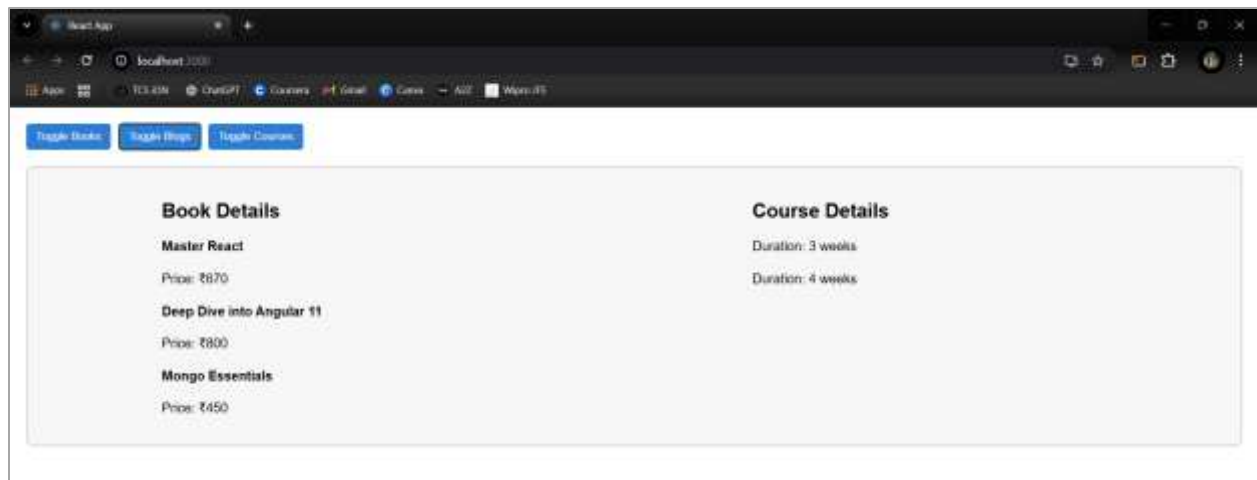 React App
localhost:3000
Apps TCS iON ChatGPT Coursera Gmail Canva A2Z Wipro JFS
Toggle Books Toggle Blogs Toggle Courses
Book Details
Master React
Price: ₹670
Deep Dive into Angular 11
Price: ₹800
Mongo Essentials
Price: ₹450
Course Details
Duration: 3 weeks
Duration: 4 weeks